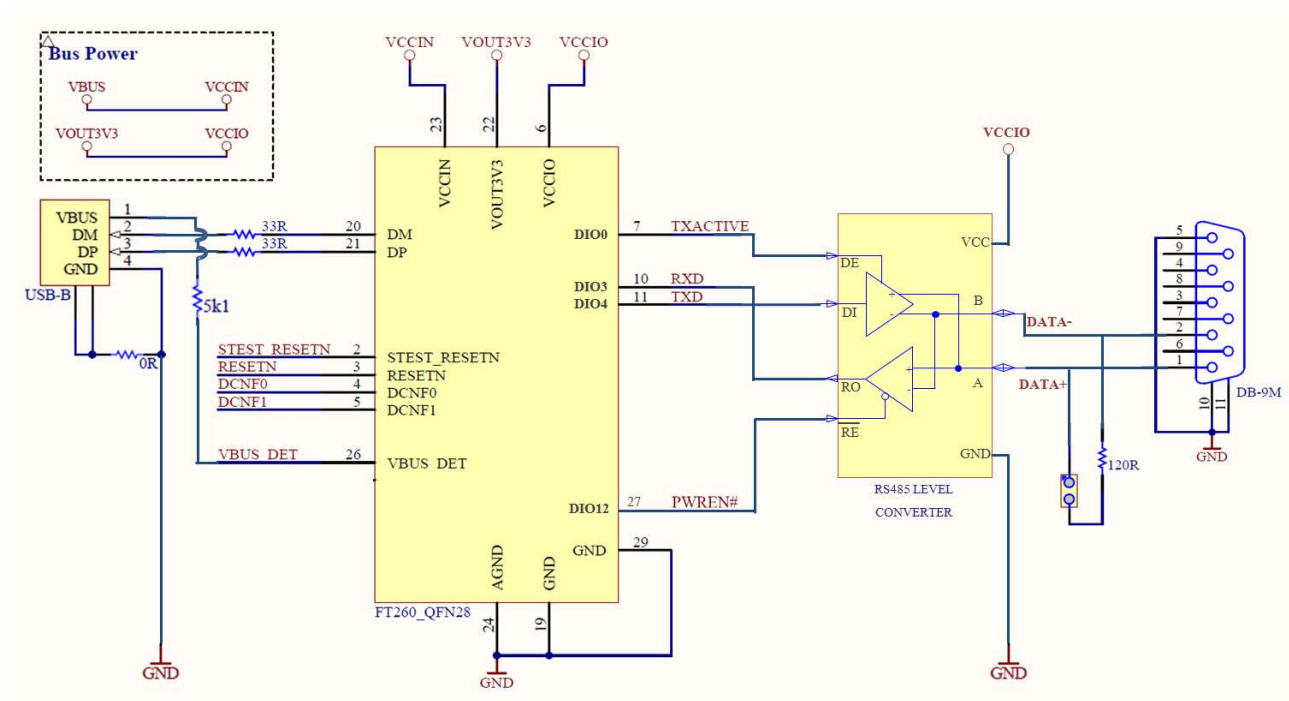 Bus Power
VBUS VCCIN
VOUT3V3 VCCIO
VCCIN VOUT3V3 VCCIO
23 22 6
VCCIN VOUT3V3 VCCIO
VBUS 1
DM 2 33R 20 DM
DP 3 33R 21 DP
GND 4
USB-B
5k1
0R
STEST_RESETN 2 STEST_RESETN
RESETN 3 RESETN
DCNF0 4 DCNF0
DCNF1 5 DCNF1
VBUS_DET 26 VBUS_DET
DIO0 7 TXACTIVE
DIO3 10 RXD
DIO4 11 TXD
DIO12 27 PWREN#
GND 29
AGND GND
24 19
FT260_QFN28
GND
GND
VCCIO
VCC
DE
DI
RO
RE
+
-
+
-
B
A
GND
RS485 LEVEL
CONVERTER
GND
DATA-
DATA+
120R
5
9
4
8
3
7
2
6
1
10 11
DB-9M
GND